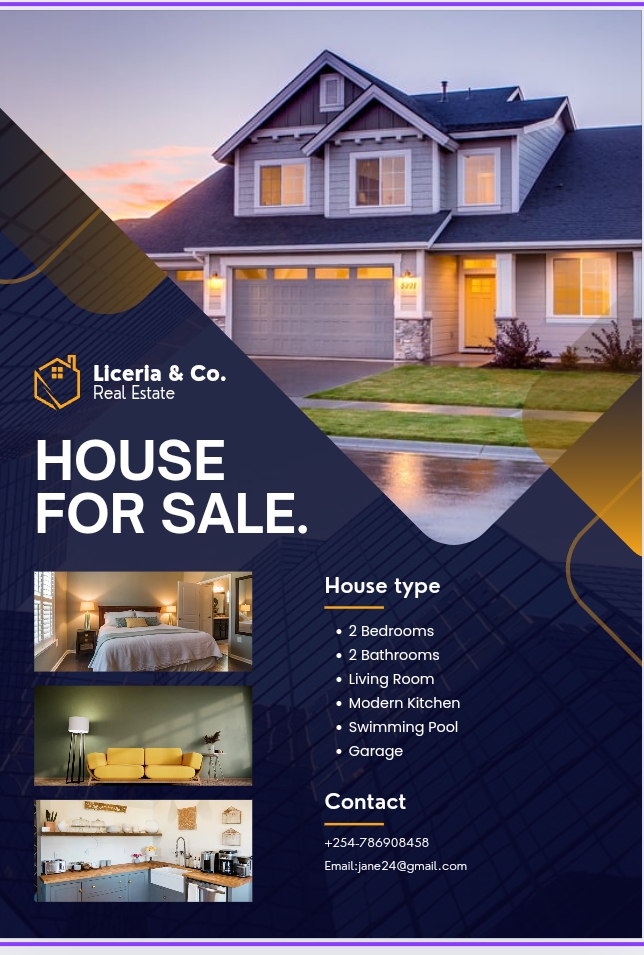 Liceria & Co.
Real Estate
HOUSE
FOR SALE.
House type
• 2 Bedrooms
• 2 Bathrooms
• Living Room
• Modern Kitchen
• Swimming Pool
• Garage
Contact
+254-786908458
Email:jane24@gmail.com